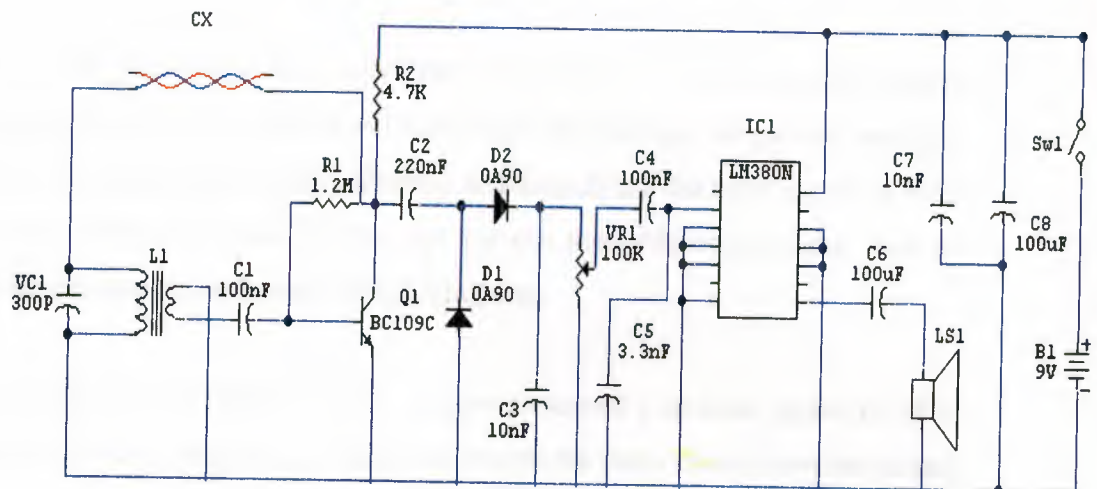 CX
R2
4.7K
IC1
C2
220nF
D2
0A90
C4
100nF
LM380N
C7
10nF
Sw1
R1
1.2M
VR1
100K
C8
100uF
L1
C1
100nF
VC1
300P
D1
0A90
C6
100uF
Q1
BC109C
C5
3.3nF
LS1
B1
9V
+
-
C3
10nF